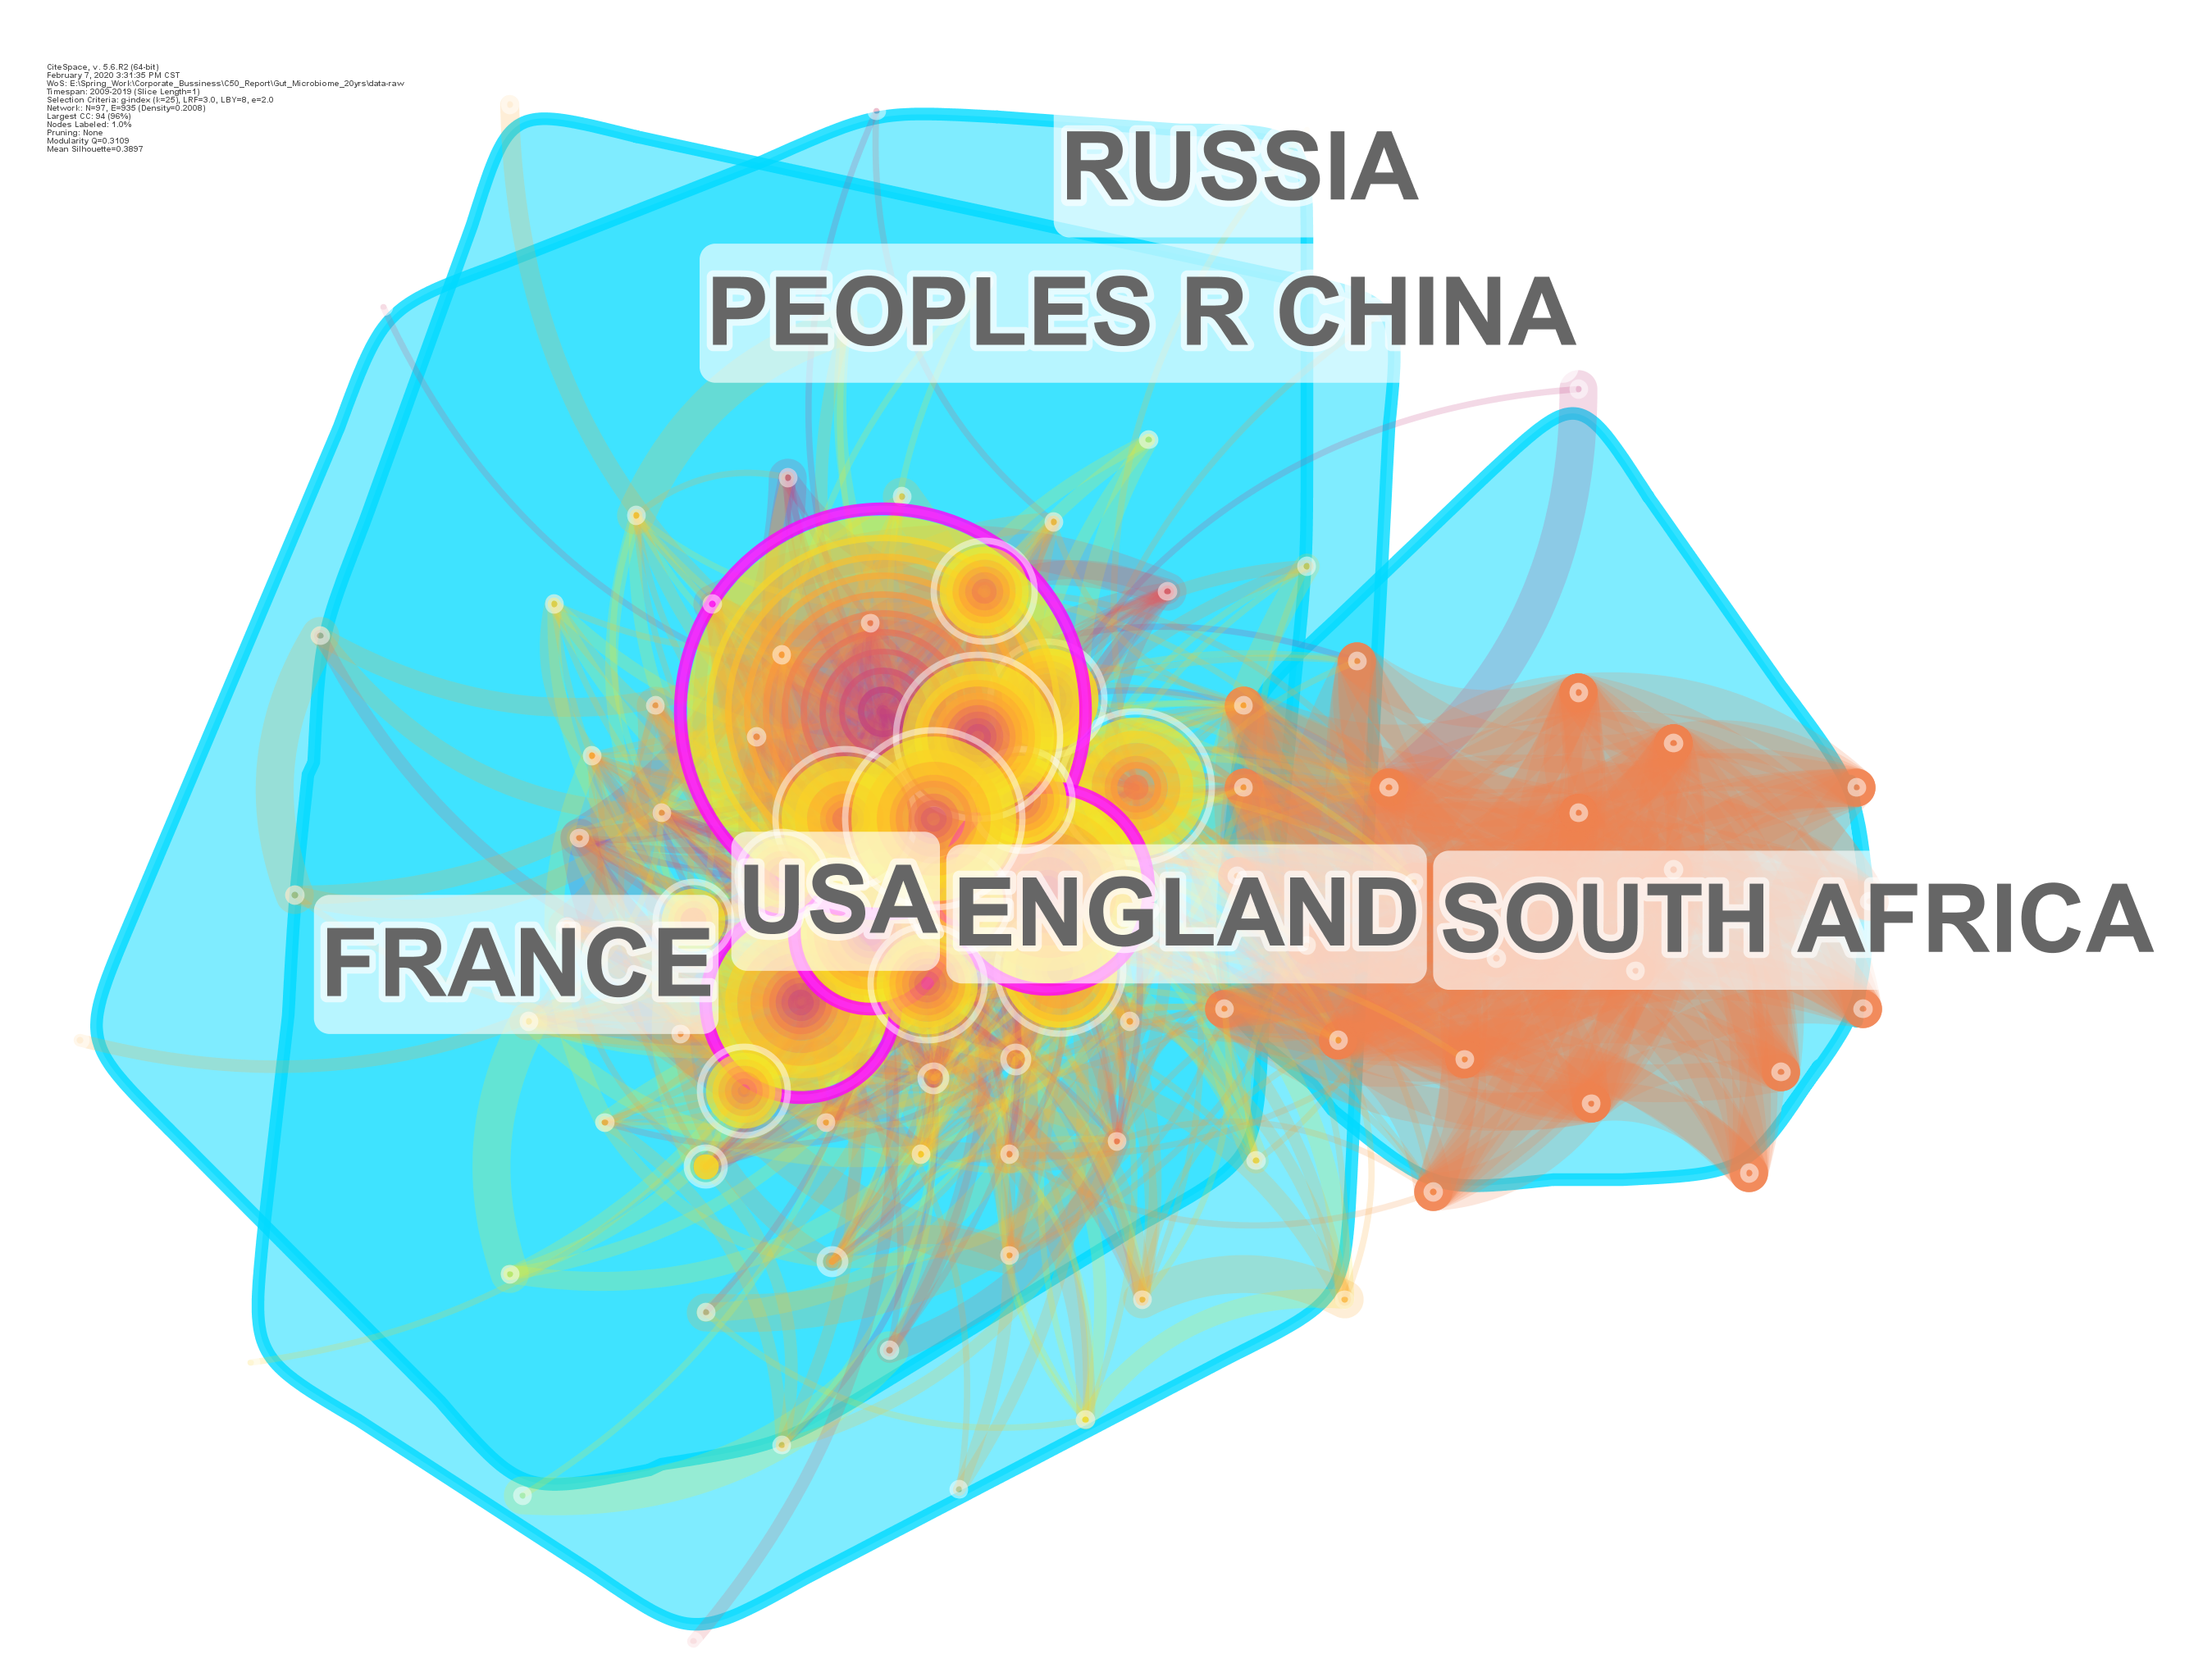 CiteSpace, v. 5.6.R2 (64-bit)
February 7, 2020 3:31:35 PM CST
WoS: E:\Spring_Work\Corporate_Bussiness\C50_Report\Gut_Microbiome_20yrs\data-raw
Timespan: 2009-2019 (Slice Length=1)
Selection Criteria: g-index (k=25), LRF=3.0, LBY=8, e=2.0
Network: N=97, E=935 (Density=0.2008)
Largest CC: 94 (96%)
Nodes Labeled: 1.0%
Pruning: None
Modularity Q=0.3109
Mean Silhouette=0.3897
RUSSIA
PEOPLES R CHINA
USA
ENGLAND
SOUTH AFRICA
FRANCE